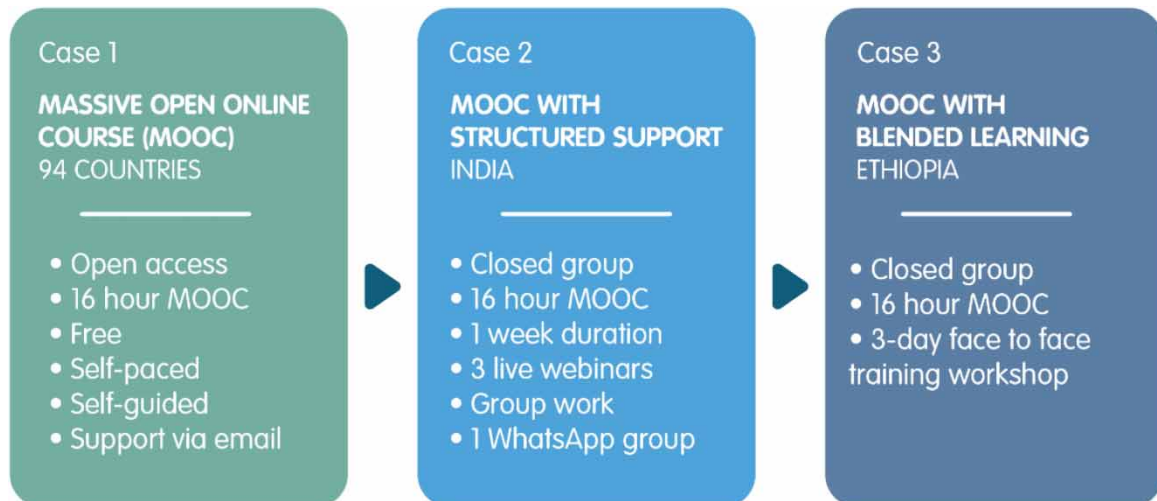 Case 1
MASSIVE OPEN ONLINE
COURSE (MOOC)
94 COUNTRIES
• Open access
• 16 hour MOOC
• Free
• Self-paced
• Self-guided
• Support via email
Case 2
MOOC WITH
STRUCTURED SUPPORT
INDIA
• Closed group
• 16 hour MOOC
• 1 week duration
• 3 live webinars
• Group work
• 1 WhatsApp group
Case 3
MOOC WITH
BLENDED LEARNING
ETHIOPIA
• Closed group
• 16 hour MOOC
• 3-day face to face
training workshop